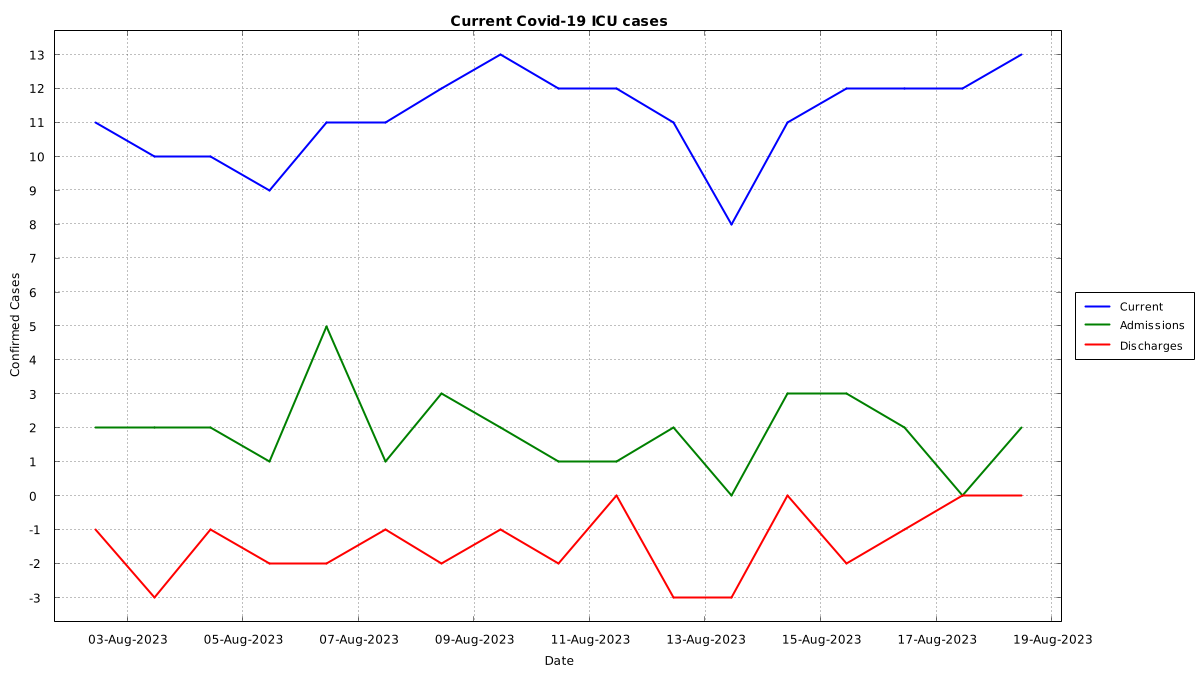 Current Covid-19 ICU cases
13
12
11
10
9
8
7
6
5
4
3
2
1
0
-1
-2
-3
Confirmed Cases
03-Aug-2023 05-Aug-2023 07-Aug-2023 09-Aug-2023 11-Aug-2023 13-Aug-2023 15-Aug-2023 17-Aug-2023 19-Aug-2023
Date
Current
Admissions
Discharges